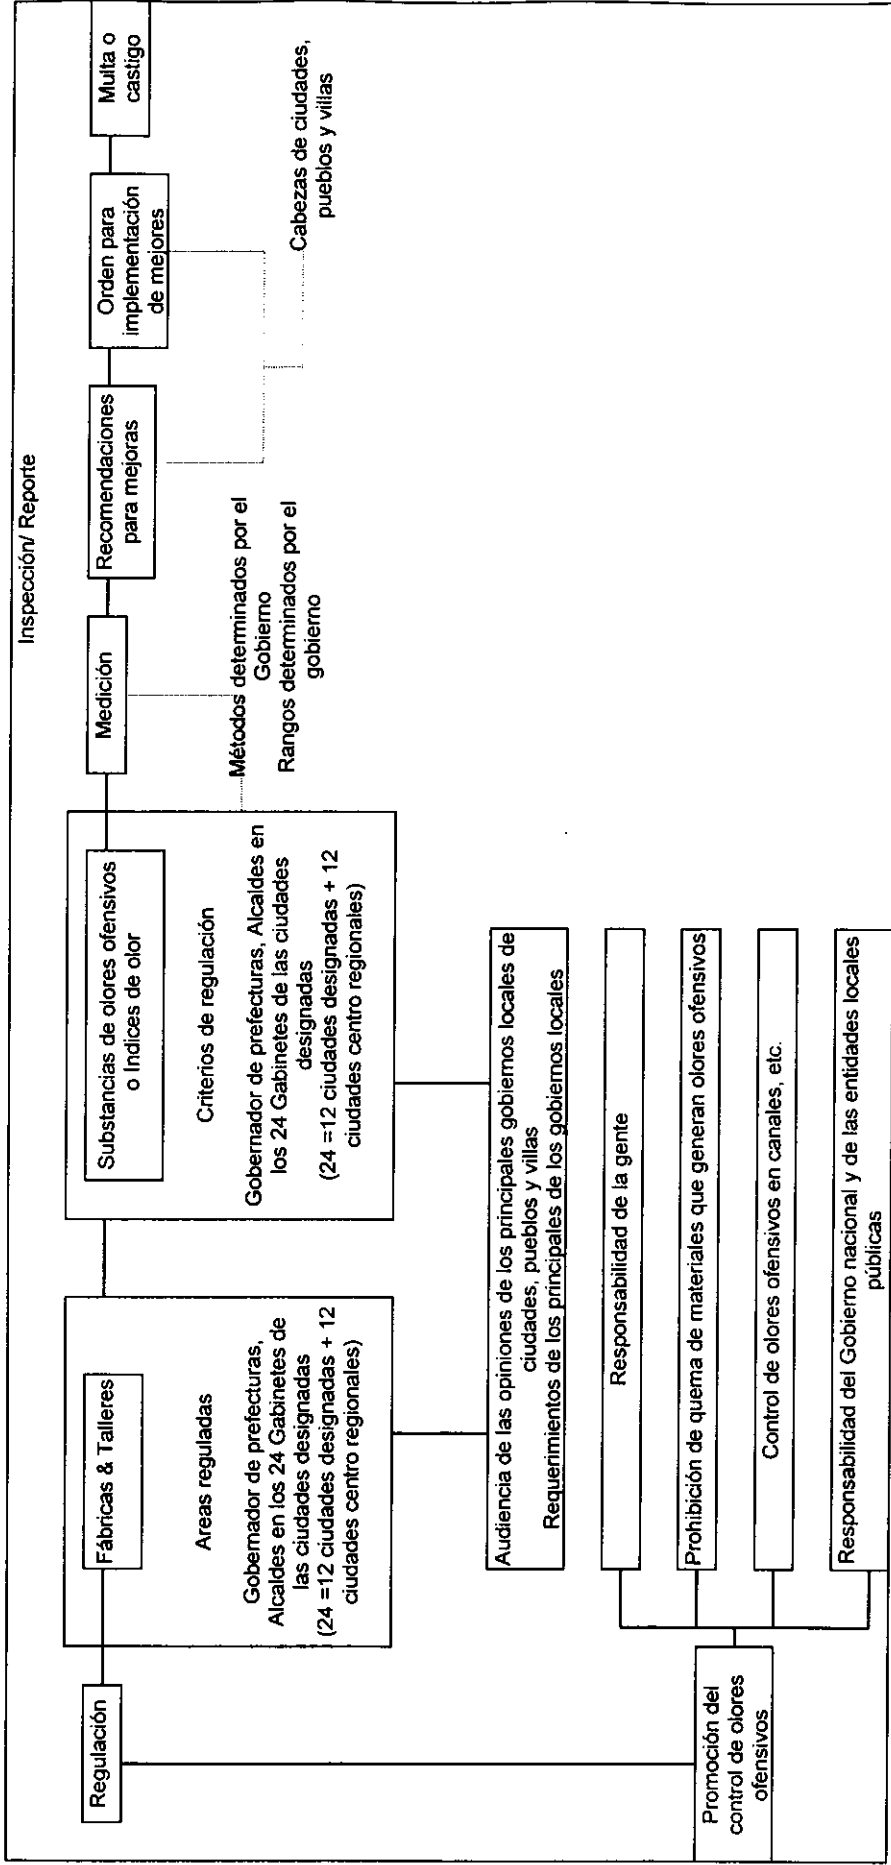 Inspección/ Reporte
Regulación
Fábricas & Talleres
Areas reguladas
Gobernador de prefecturas,
Alcaldes en los 24 Gabinetes de
las ciudades designadas
(24 =12 ciudades designadas + 12
ciudades centro regionales)
Substancias de olores ofensivos
o Indices de olor
Criterios de regulación
Gobernador de prefecturas, Alcaldes en
los 24 Gabinetes de las ciudades
designadas
(24 =12 ciudades designadas + 12
ciudades centro regionales)
Medición
Métodos determinados por el
Gobierno
Rangos determinados por el
gobierno
Recomendaciones
para mejoras
Orden para
implementación
de mejores
Multa o
castigo
Cabezas de ciudades,
pueblos y villas
Audiencia de las opiniones de los principales gobiernos locales de
ciudades, pueblos y villas
Requerimientos de los principales de los gobiernos locales
Promoción del
control de olores
ofensivos
Responsabilidad de la gente
Prohibición de quema de materiales que generan olores ofensivos
Control de olores ofensivos en canales, etc.
Responsabilidad del Gobierno nacional y de las entidades locales
públicas